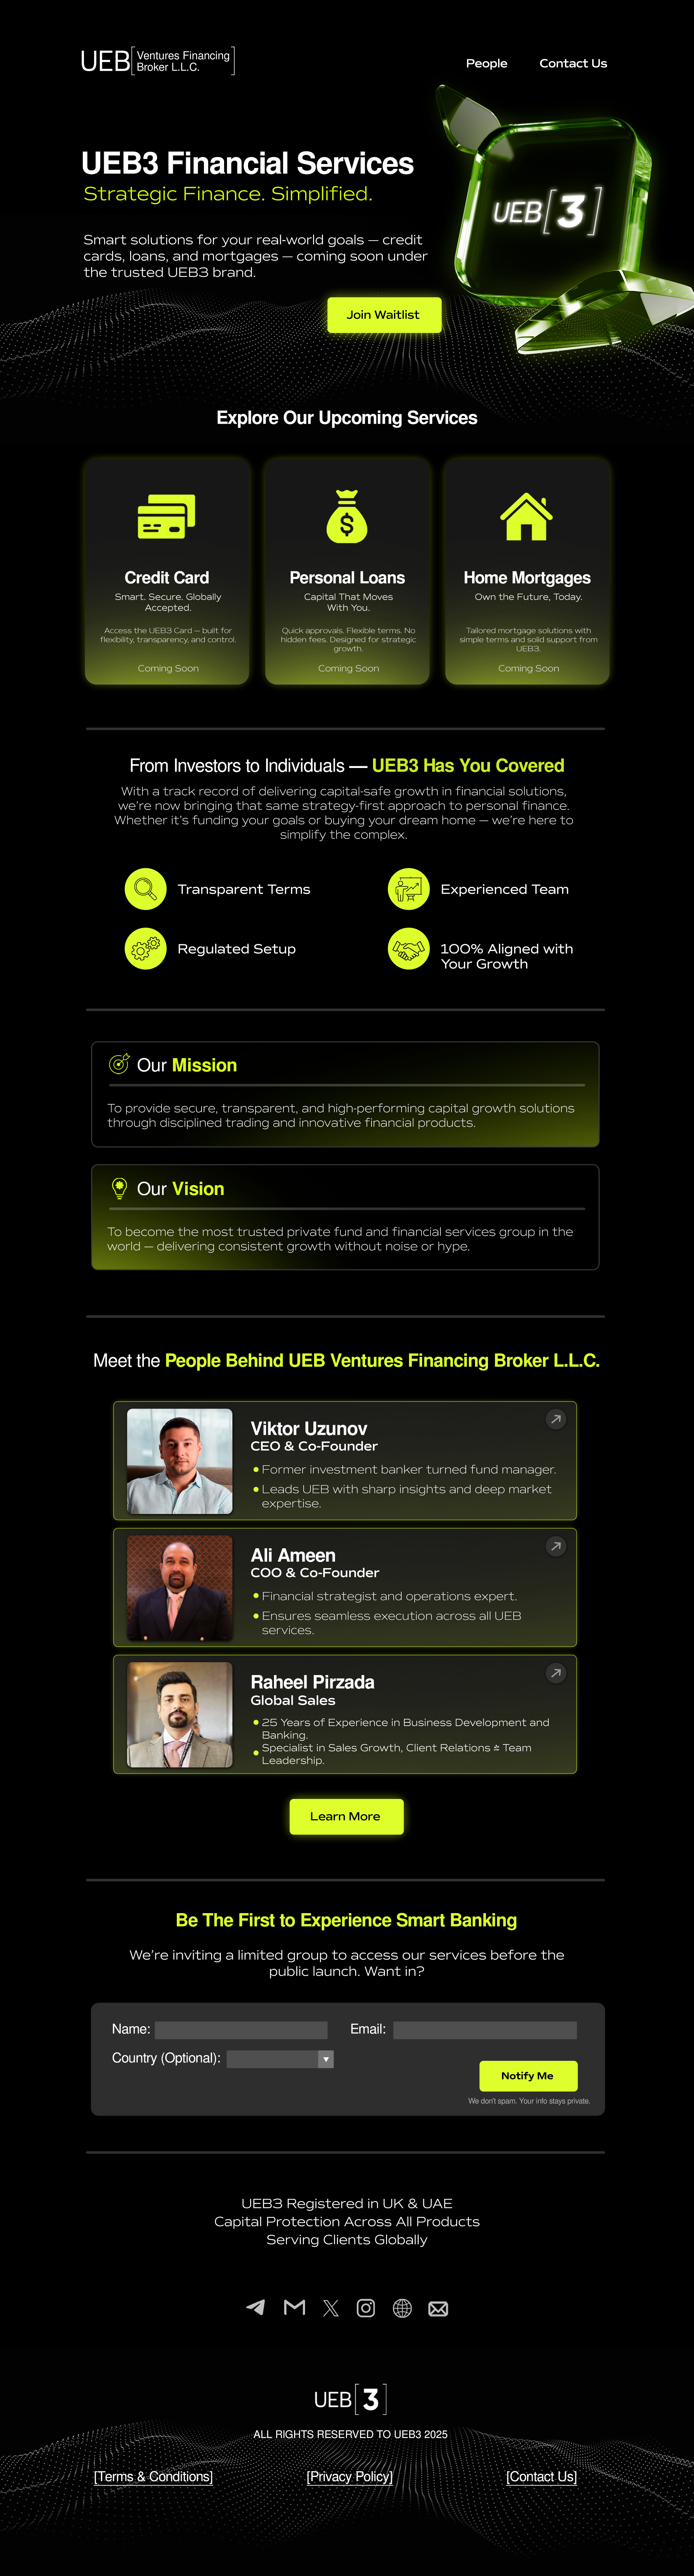 UEB[Ventures Financing
Broker L.L.C.]
People
Contact Us
UEB3 Financial Services
Strategic Finance. Simplified.
UEB[3]
Smart solutions for your real-world goals — credit
cards, loans, and mortgages — coming soon under
the trusted UEB3 brand.
Join Waitlist
Explore Our Upcoming Services
Credit Card
Smart. Secure. Globally
Accepted.
Access the UEB3 Card — built for
flexibility, transparency, and control.
Coming Soon
Personal Loans
Capital That Moves
With You.
Quick approvals. Flexible terms. No
hidden fees. Designed for strategic
growth.
Coming Soon
Home Mortgages
Own the Future, Today.
Tailored mortgage solutions with
simple terms and solid support from
UEB3.
Coming Soon
From Investors to Individuals — UEB3 Has You Covered
With a track record of delivering capital-safe growth in financial solutions,
we're now bringing that same strategy-first approach to personal finance.
Whether it's funding your goals or buying your dream home — we're here to
simplify the complex.
Transparent Terms
Experienced Team
Regulated Setup
100% Aligned with
Your Growth
Our Mission
To provide secure, transparent, and high-performing capital growth solutions
through disciplined trading and innovative financial products.
Our Vision
To become the most trusted private fund and financial services group in the
world — delivering consistent growth without noise or hype.
Meet the People Behind UEB Ventures Financing Broker L.L.C.
Viktor Uzunov
CEO & Co-Founder
Former investment banker turned fund manager.
Leads UEB with sharp insights and deep market
expertise.
Ali Ameen
COO & Co-Founder
Financial strategist and operations expert.
Ensures seamless execution across all UEB
services.
Raheel Pirzada
Global Sales
25 Years of Experience in Business Development and
Banking.
Specialist in Sales Growth, Client Relations & Team
Leadership.
Learn More
Be The First to Experience Smart Banking
We're inviting a limited group to access our services before the
public launch. Want in?
Name:
Email:
Country (Optional):
Notify Me
We don't spam. Your info stays private.
UEB3 Registered in UK & UAE
Capital Protection Across All Products
Serving Clients Globally
UEB[3]
ALL RIGHTS RESERVED TO UEB3 2025
[Terms & Conditions]
[Privacy Policy]
[Contact Us]